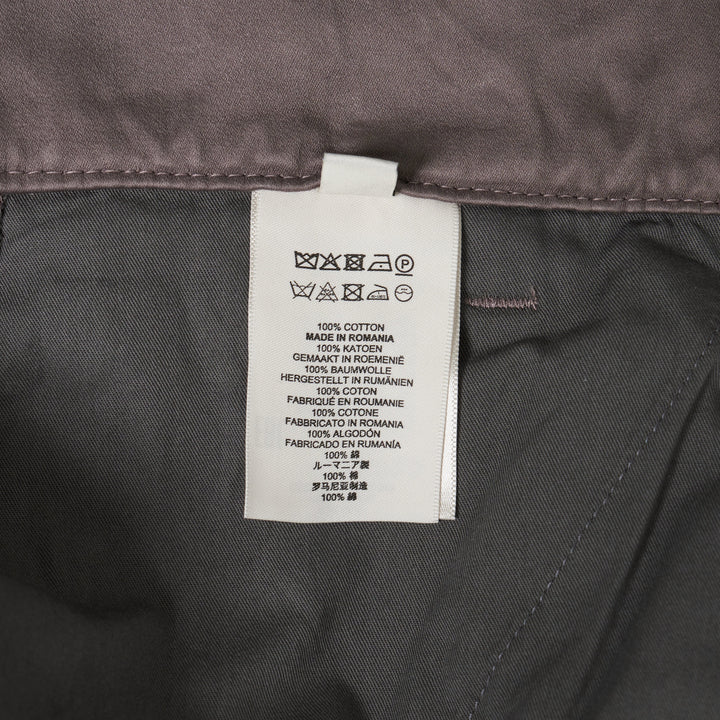 P
100% COTTON
MADE IN ROMANIA
100% KATOEN
GEMAAKT IN ROEMENIË
100% BAUMWOLLE
HERGESTELLT IN RUMÄNIEN
100% COTON
FABRIQUÉ EN ROUMANIE
100% COTONE
FABBRICATO IN ROMANIA
100% ALGODÓN
FABRICADO EN RUMANÍA
100% 綿
ルーマニア製
100% 棉
罗马尼亚制造
100% 綿